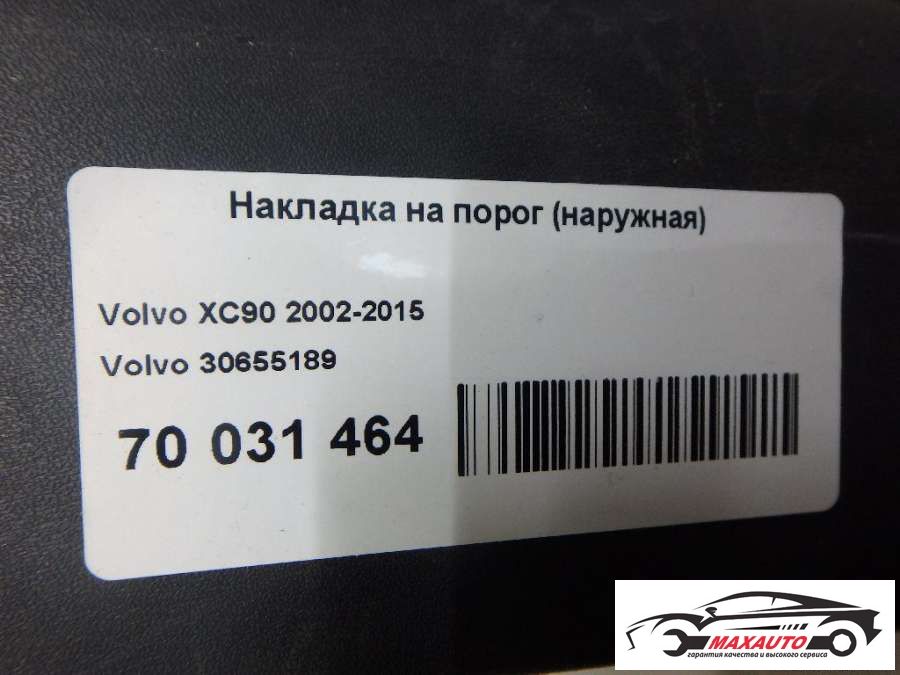 Накладка на порог (наружная)
Volvo XC90 2002-2015
Volvo 30655189
70 031 464
MAXAUTO
гарантия качества и высокого сервиса